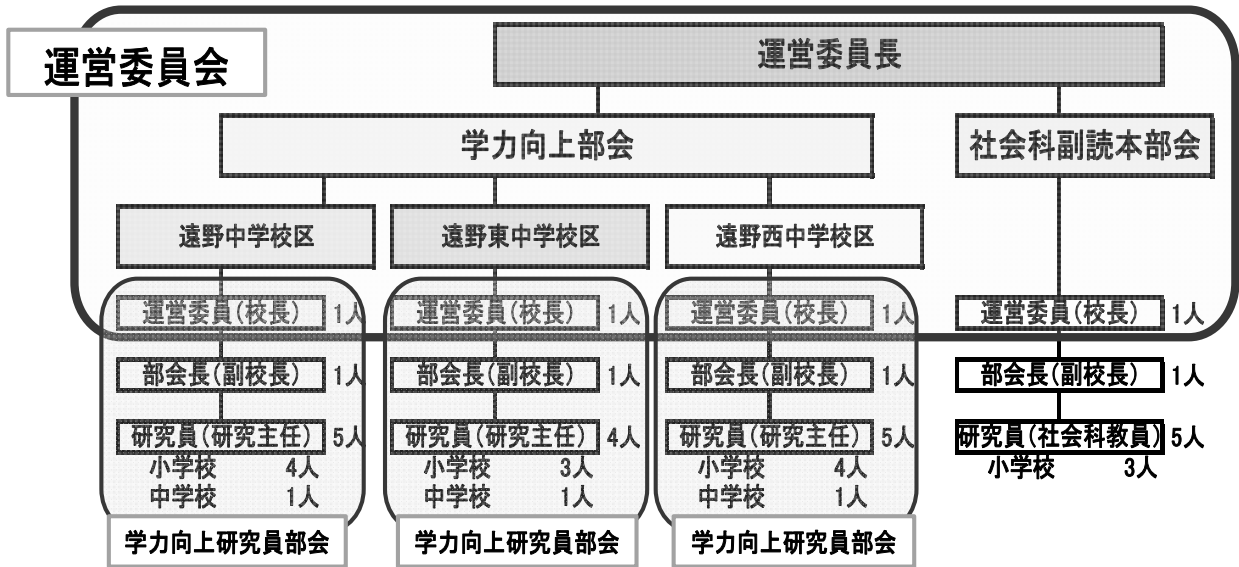 運営委員会
運営委員長
学力向上部会
社会科副読本部会
遠野中学校区
遠野東中学校区
遠野西中学校区
運営委員(校長) 1人
運営委員(校長) 1人
運営委員(校長) 1人
運営委員(校長) 1人
部会長(副校長) 1人
部会長(副校長) 1人
部会長(副校長) 1人
部会長(副校長) 1人
研究員(研究主任) 5人
研究員(研究主任) 4人
研究員(研究主任) 5人
研究員(社会科教員) 5人
小学校 4人
小学校 3人
小学校 4人
小学校 3人
中学校 1人
中学校 1人
中学校 1人
学力向上研究員部会
学力向上研究員部会
学力向上研究員部会